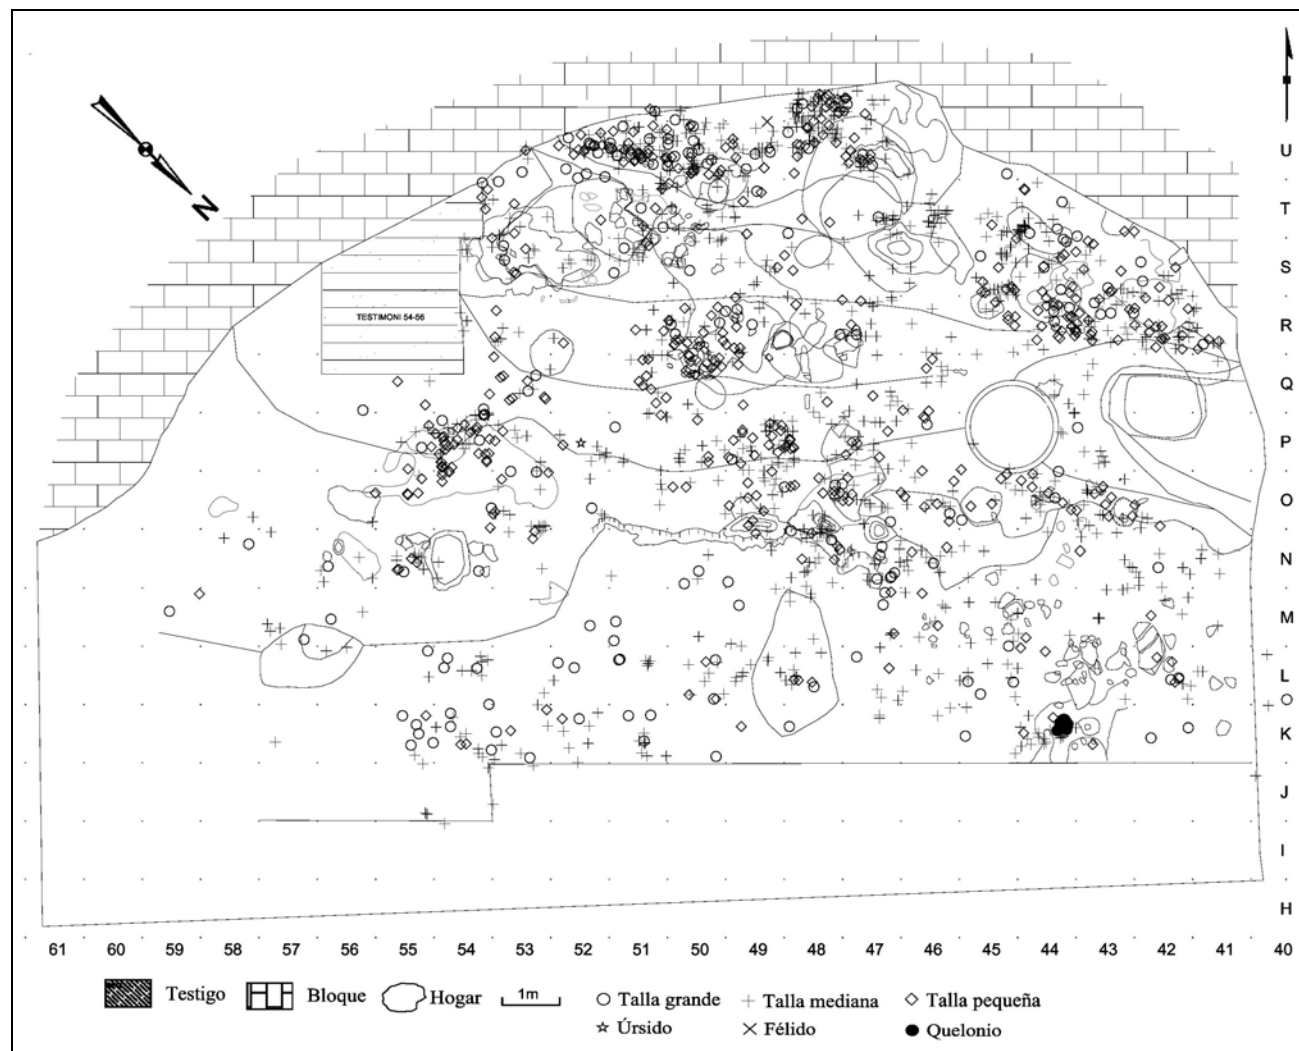 N
U
T
S
TESTIMONI 54-56
R
Q
P
O
N
M
L
K
J
I
H
61 60 59 58 57 56 55 54 53 52 51 50 49 48 47 46 45 44 43 42 41 40
Testigo Bloque Hogar 1m Talla grande Talla mediana Talla pequeña
Úrsido Félido Quelonio